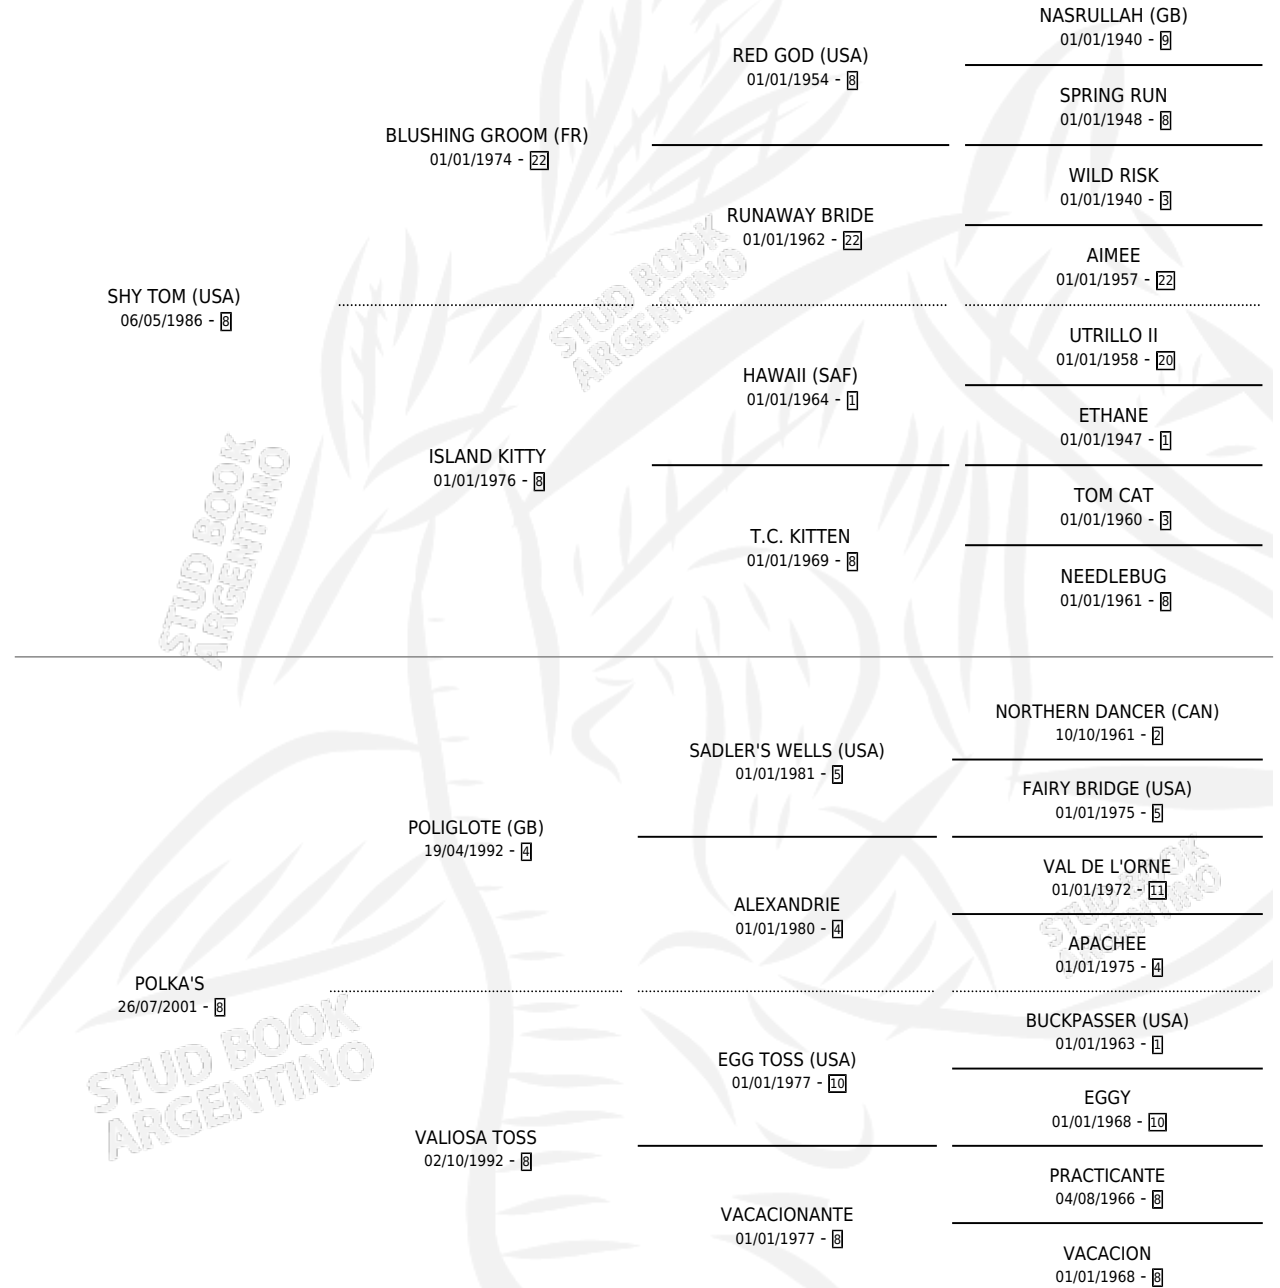 NASRULLAH (GB)
01/01/1940 - 9
RED GOD (USA)
01/01/1954 - 8
SPRING RUN
01/01/1948 - 8
BLUSHING GROOM (FR)
01/01/1974 - 22
WILD RISK
01/01/1940 - 3
RUNAWAY BRIDE
01/01/1962 - 22
AIMEE
01/01/1957 - 22
SHY TOM (USA)
06/05/1986 - 8
UTRILLO II
01/01/1958 - 20
HAWAII (SAF)
01/01/1964 - 1
ETHANE
01/01/1947 - 1
ISLAND KITTY
01/01/1976 - 8
TOM CAT
01/01/1960 - 3
T.C. KITTEN
01/01/1969 - 8
NEEDLEBUG
01/01/1961 - 8
NORTHERN DANCER (CAN)
10/10/1961 - 2
SADLER'S WELLS (USA)
01/01/1981 - 5
FAIRY BRIDGE (USA)
01/01/1975 - 5
POLIGLOTE (GB)
19/04/1992 - 4
VAL DE L'ORNE
01/01/1972 - 11
ALEXANDRIE
01/01/1980 - 4
APACHEE
01/01/1975 - 4
POLKA'S
26/07/2001 - 8
BUCKPASSER (USA)
01/01/1963 - 1
EGG TOSS (USA)
01/01/1977 - 10
EGGY
01/01/1968 - 10
VALIOSA TOSS
02/10/1992 - 8
PRACTICANTE
04/08/1966 - 8
VACACIONANTE
01/01/1977 - 8
VACACION
01/01/1968 - 8
STUD BOOK
ARGENTINO
STUD BOOK
ARGENTINO
STUD BOOK
ARGENTINO
STUD BOOK
ARGENTINO